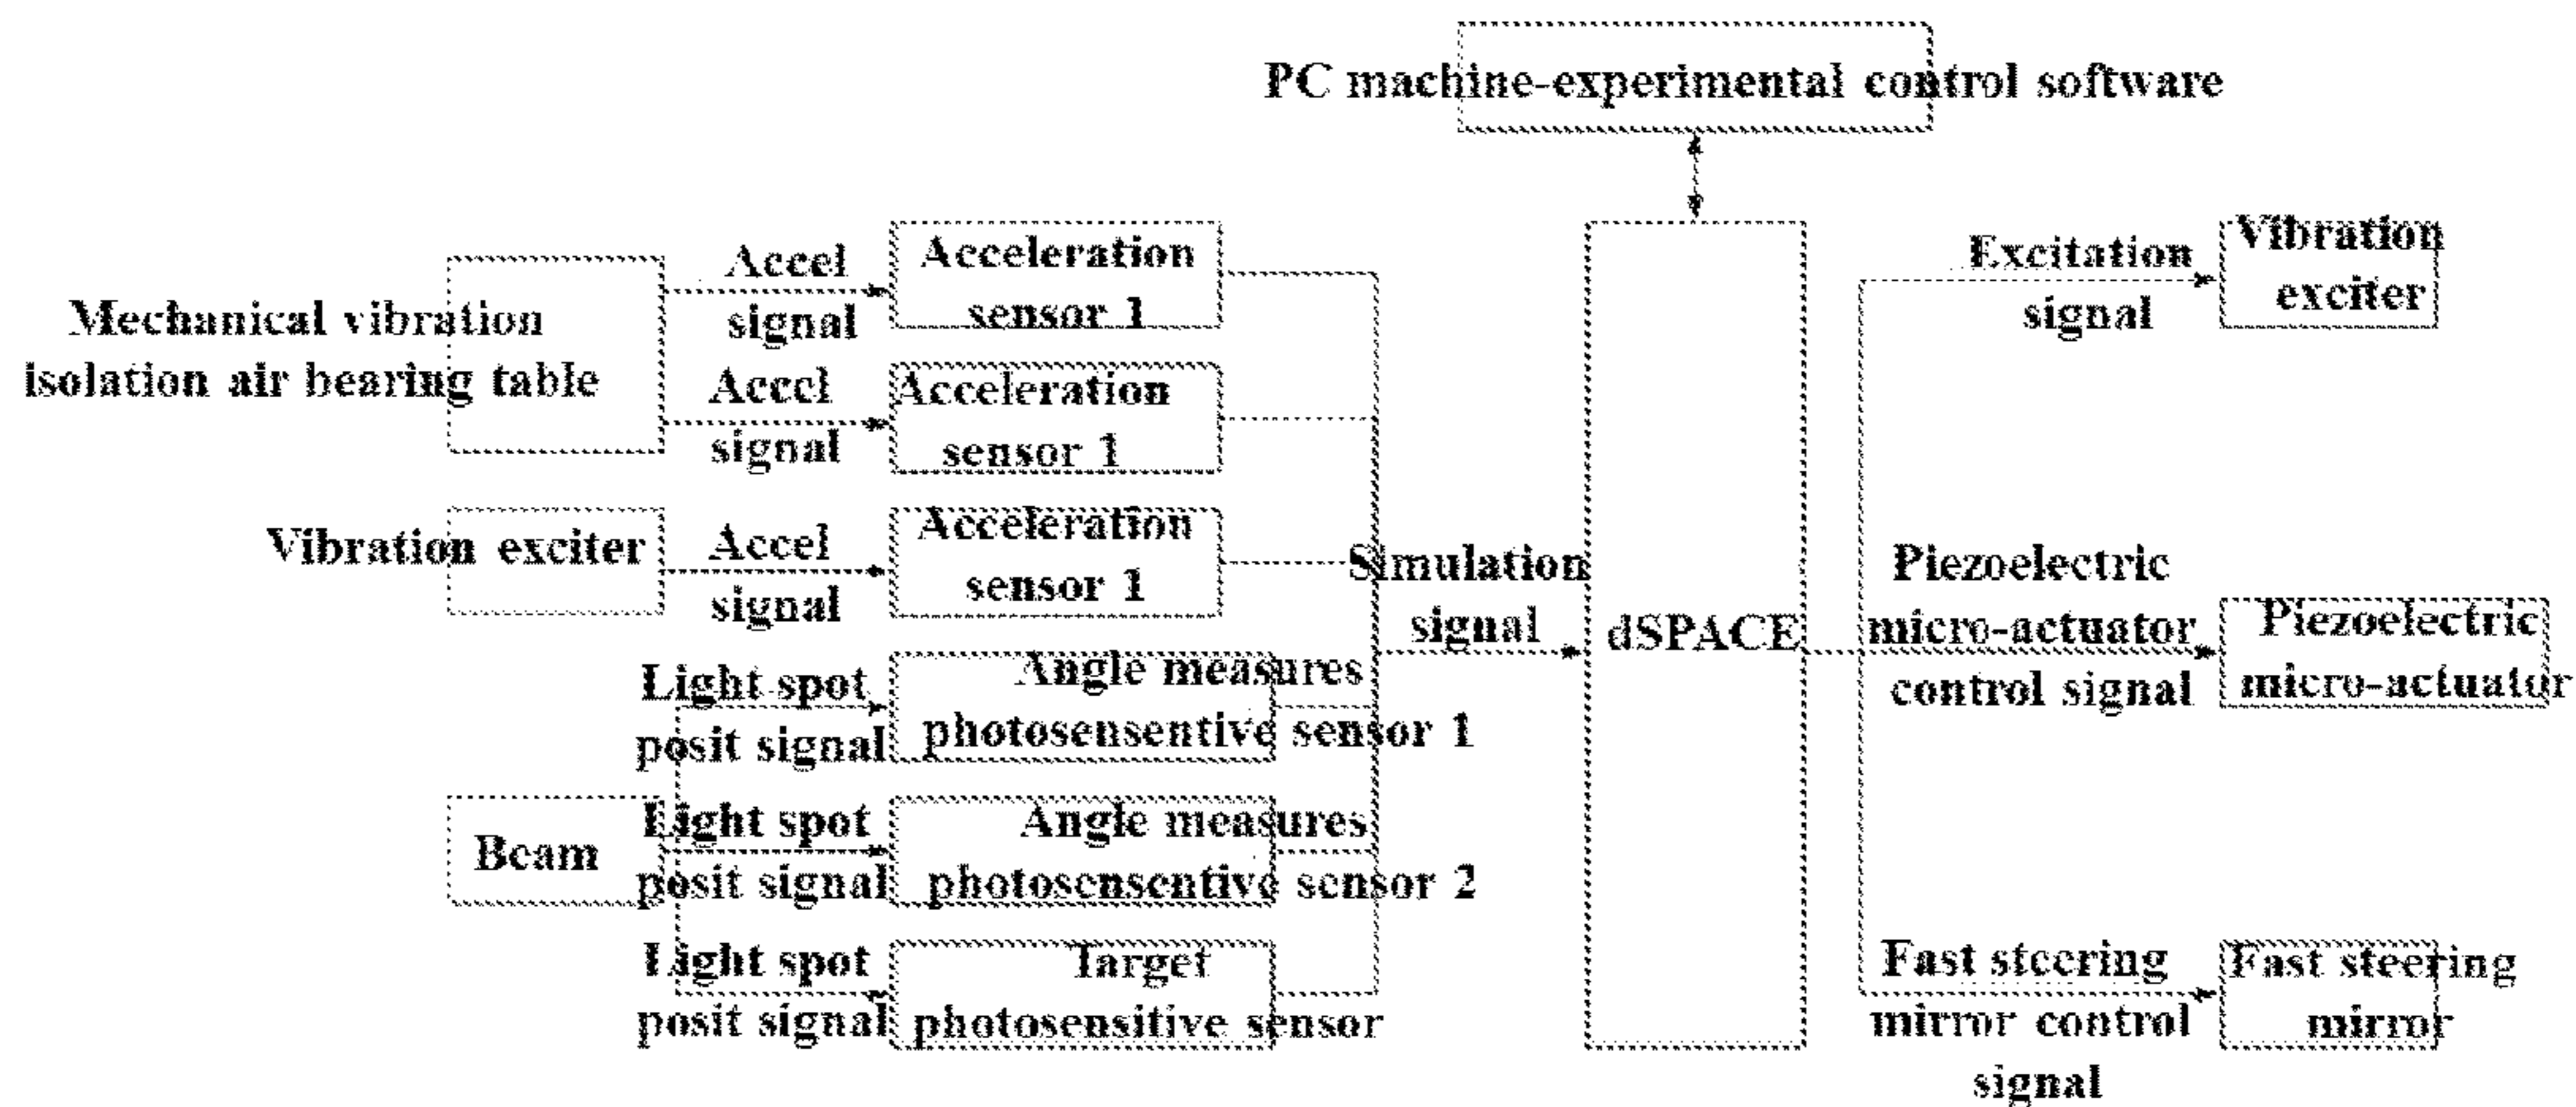 PC machine-experimental control software
Mechanical vibration
isolation air bearing table
Accel
signal
Acceleration
sensor 1
Accel
signal
Acceleration
sensor 1
Vibration exciter
Accel
signal
Acceleration
sensor 1
Beam
Light spot
posit signal
Angle measures
photosensentive sensor 1
Light spot
posit signal
Angle measures
photosensentive sensor 2
Light spot
posit signal
Target
photosensitive sensor
Simulation
signal
dSPACE
Excitation
signal
Vibration
exciter
Piezoelectric
micro-actuator
control signal
Piezoelectric
micro-actuator
Fast steering
mirror control
signal
Fast steering
mirror